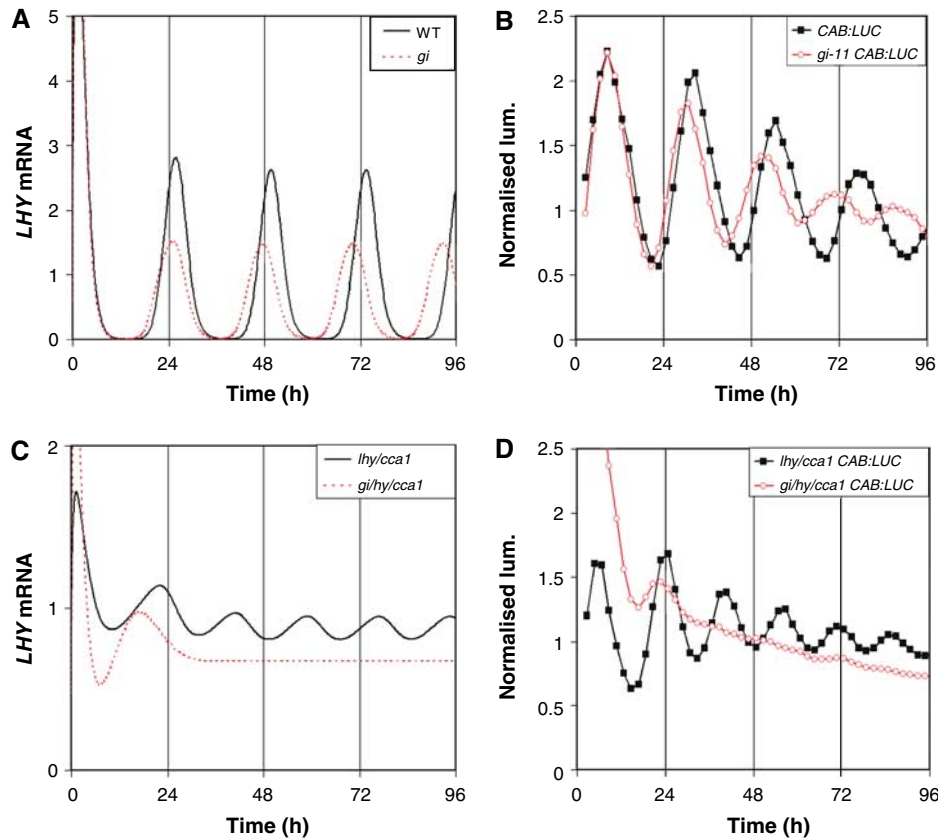 A
5
4
3
2
1
0
LHY mRNA
WT
gi
0 24 48 72 96
Time (h)
B
2.5
2
1.5
1
0.5
0
Normalised lum.
CAB:LUC
gi-11 CAB:LUC
0 24 48 72 96
Time (h)
C
2
1
0
LHY mRNA
lhy/cca1
gi/hy/cca1
0 24 48 72 96
Time (h)
D
2.5
2
1.5
1
0.5
0
Normalised lum.
lhy/cca1 CAB:LUC
gi/hy/cca1 CAB:LUC
0 24 48 72 96
Time (h)